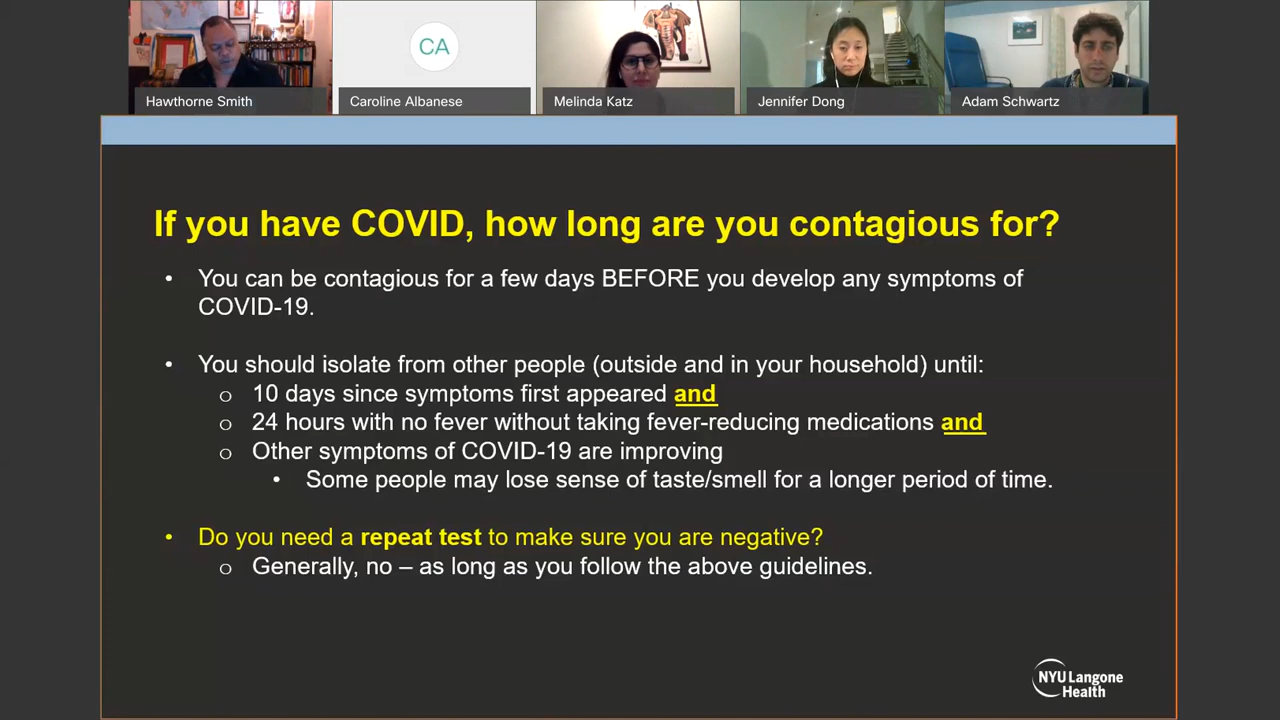 CA
Hawthorne Smith
Caroline Albanese
Melinda Katz
Jennifer Dong
Adam Schwartz
If you have COVID, how long are you contagious for?
• You can be contagious for a few days BEFORE you develop any symptoms of
COVID-19.
• You should isolate from other people (outside and in your household) until:
o 10 days since symptoms first appeared and
o 24 hours with no fever without taking fever-reducing medications and
o Other symptoms of COVID-19 are improving
• Some people may lose sense of taste/smell for a longer period of time.
• Do you need a repeat test to make sure you are negative?
o Generally, no – as long as you follow the above guidelines.
NYU Langone
Health